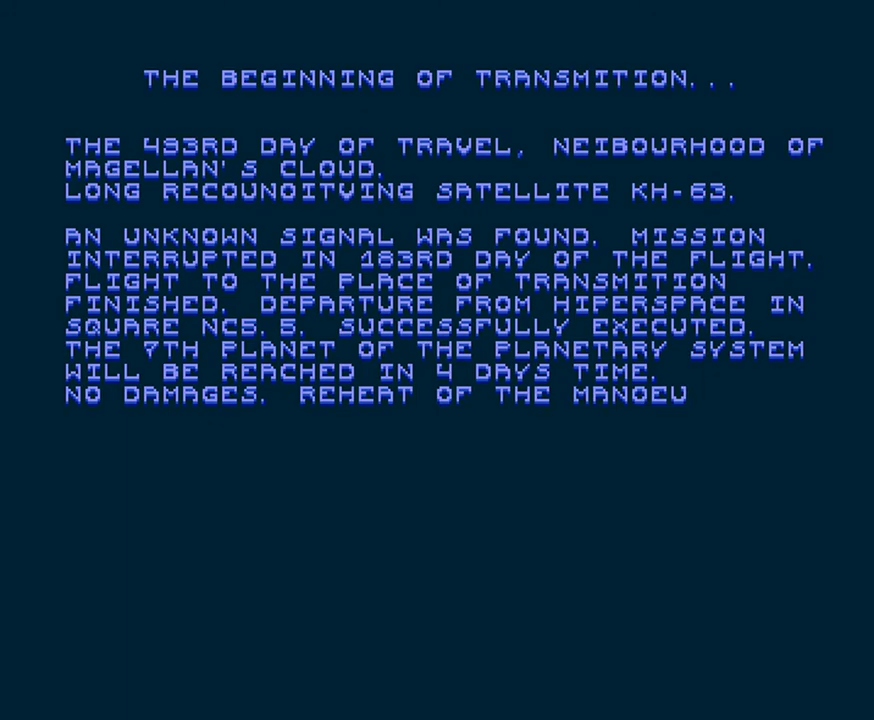 THE BEGINNING OF TRANSMITION...
THE 483RD DAY OF TRAVEL, NEIBOURHOOD OF
MAGELLAN'S CLOUD.
LONG RECOUNOITVING SATELLITE KH-63.
AN UNKNOWN SIGNAL WAS FOUND. MISSION
INTERRUPTED IN 183RD DAY OF THE FLIGHT.
FLIGHT TO THE PLACE OF TRANSMITION
FINISHED. DEPARTURE FROM HIPERSPACE IN
SQUARE NC5.5. SUCCESSFULLY EXECUTED.
THE 7TH PLANET OF THE PLANETARY SYSTEM
WILL BE REACHED IN 4 DAYS TIME.
NO DAMAGES. REHEAT OF THE MANOEU